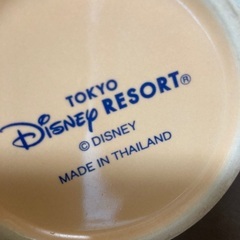 TOKYO
Disney RESORT®
© DISNEY
MADE IN THAILAND